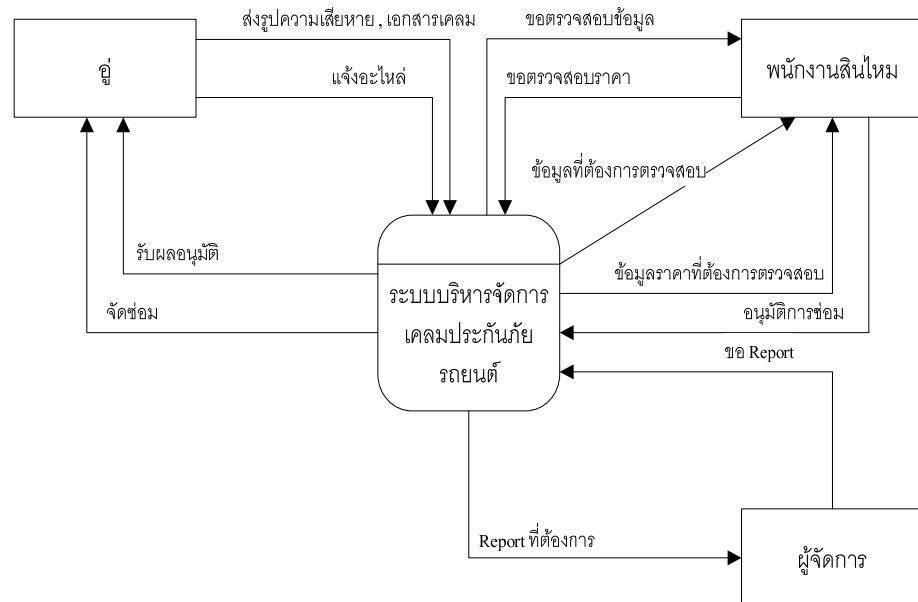 ส่งรูปความเสียหาย , เอกสารเคลม
ขอตรวจสอบข้อมูล
อู่
พนักงานสินไหม
แจ้งอะไหล่
ขอตรวจสอบราคา
ข้อมูลที่ต้องการตรวจสอบ
รับผลอนุมัติ
ข้อมูลราคาที่ต้องการตรวจสอบ
ระบบบริหารจัดการ
เคลมประกันภัย
รถยนต์
จัดซ่อม
อนุมัติการซ่อม
ขอ Report
Report ที่ต้องการ
ผู้จัดการ